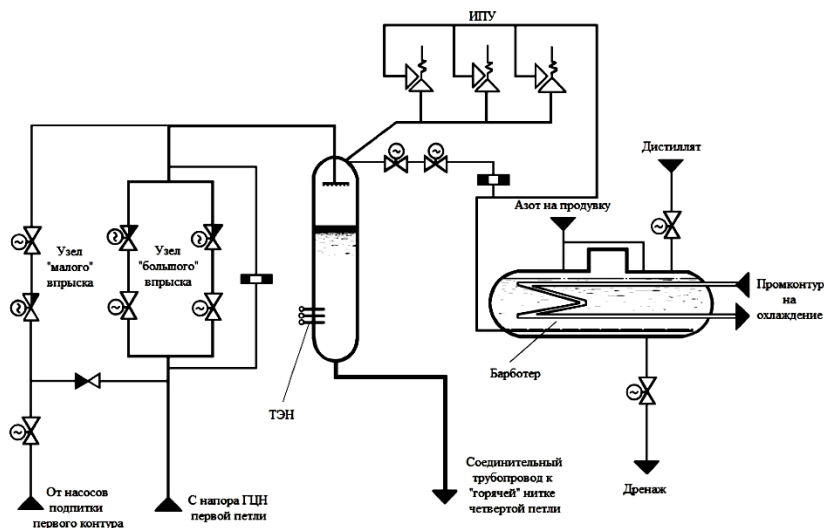 ИПУ
Дистиллят
Азот на продувку
Узел
"малого"
впрыска
Узел
"большого"
впрыска
Промконтур
на
охлаждение
Барботер
ТЭН
От насосов
подпитки
первого контура
С напора ГЦН
первой петли
Соединительный
трубопровод к
"горячей" нитке
четвертой петли
Дренаж